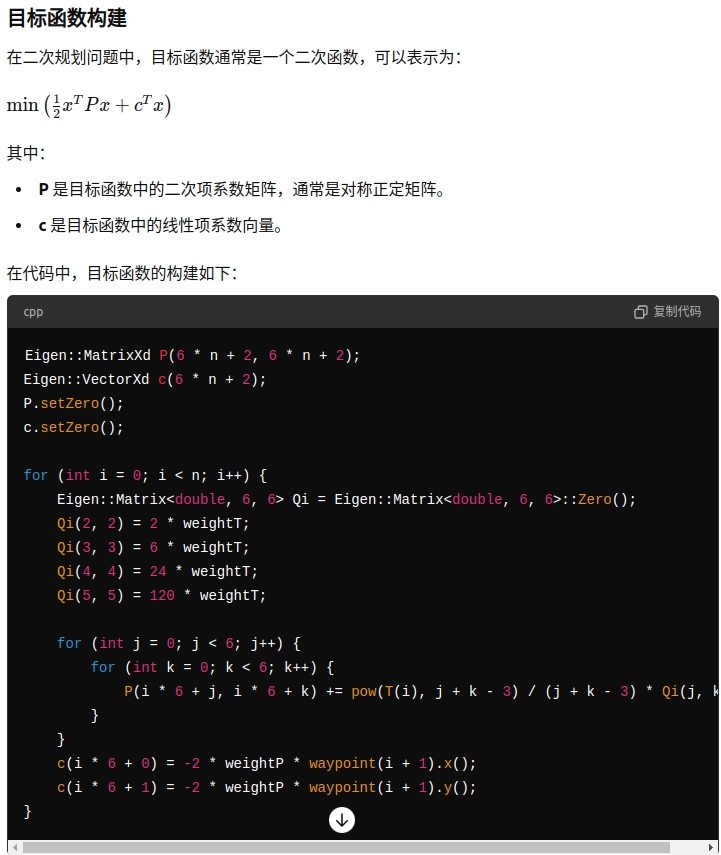 目标函数构建
在二次规划问题中，目标函数通常是一个二次函数，可以表示为：
min (½xᵀPx + cᵀx)
其中：
• P 是目标函数中的二次项系数矩阵，通常是对称正定矩阵。
• c 是目标函数中的线性项系数向量。
在代码中，目标函数的构建如下：
cpp 复制代码
Eigen::MatrixXd P(6 * n + 2, 6 * n + 2);
Eigen::VectorXd c(6 * n + 2);
P.setZero();
c.setZero();
for (int i = 0; i < n; i++) {
    Eigen::Matrix<double, 6, 6> Qi = Eigen::Matrix<double, 6, 6>::Zero();
    Qi(2, 2) = 2 * weightT;
    Qi(3, 3) = 6 * weightT;
    Qi(4, 4) = 24 * weightT;
    Qi(5, 5) = 120 * weightT;
    for (int j = 0; j < 6; j++) {
        for (int k = 0; k < 6; k++) {
            P(i * 6 + j, i * 6 + k) += pow(T(i), j + k - 3) / (j + k - 3) * Qi(j, k
        }
    }
    c(i * 6 + 0) = -2 * weightP * waypoint(i + 1).x();
    c(i * 6 + 1) = -2 * weightP * waypoint(i + 1).y();
}